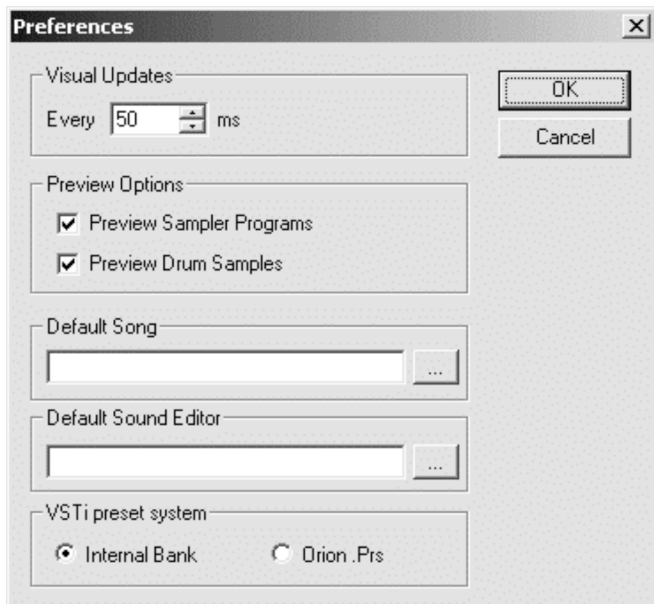 Preferences
Visual Updates
Every 50 ms
OK
Cancel
Preview Options
Preview Sampler Programs
Preview Drum Samples
Default Song
...
Default Sound Editor
...
VSTi preset system
Internal Bank Orion .Prs